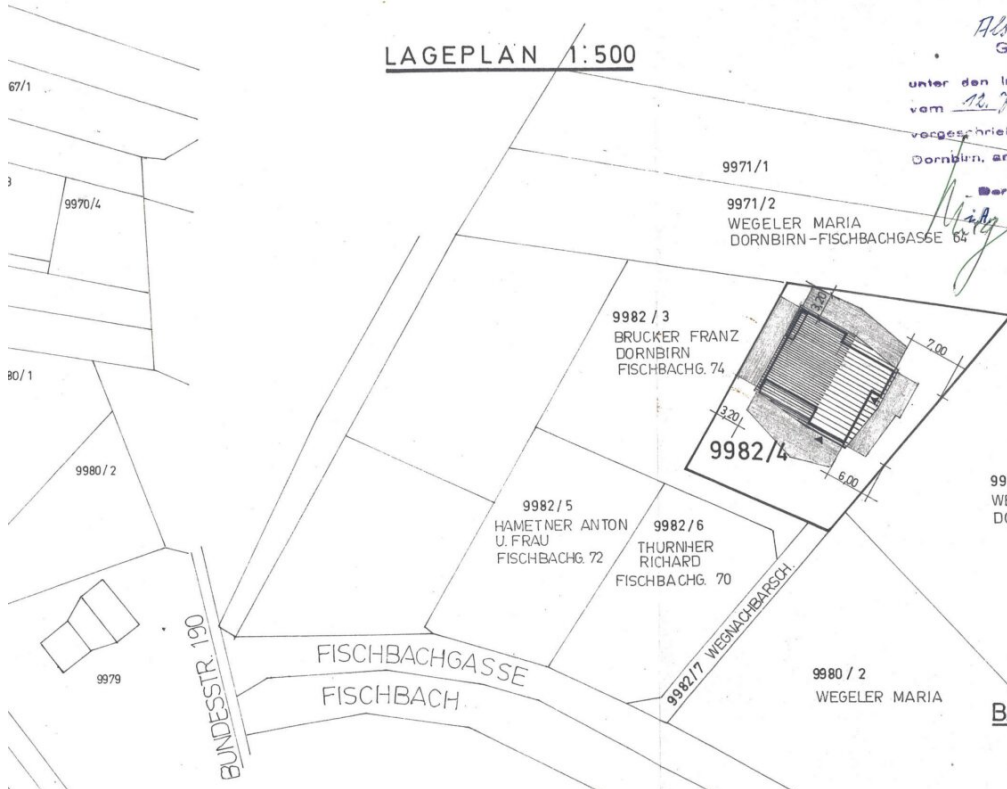 LAGEPLAN 1:500
G
unter den
vom 12.
Dornbirn,
67/1
9970/4
80/1
9980/2
9979
9971/1
9971/2
WEGELER MARIA
DORNBIRN-FISCHBACHGASSE 64
9982/3
BRUCKER FRANZ
DORNBIRN
FISCHBACHG. 74
3,20
7,00
3,20
6,00
9982/4
9982/5
HAMETNER ANTON
U. FRAU
FISCHBACHG. 72
9982/6
THURNHER
RICHARD
FISCHBACHG. 70
9982/7 WEGNACHBARSCH.
BUNDESSTR. 190
FISCHBACHGASSE
FISCHBACH
9980/2
WEGELER MARIA
99
WE
DO
B